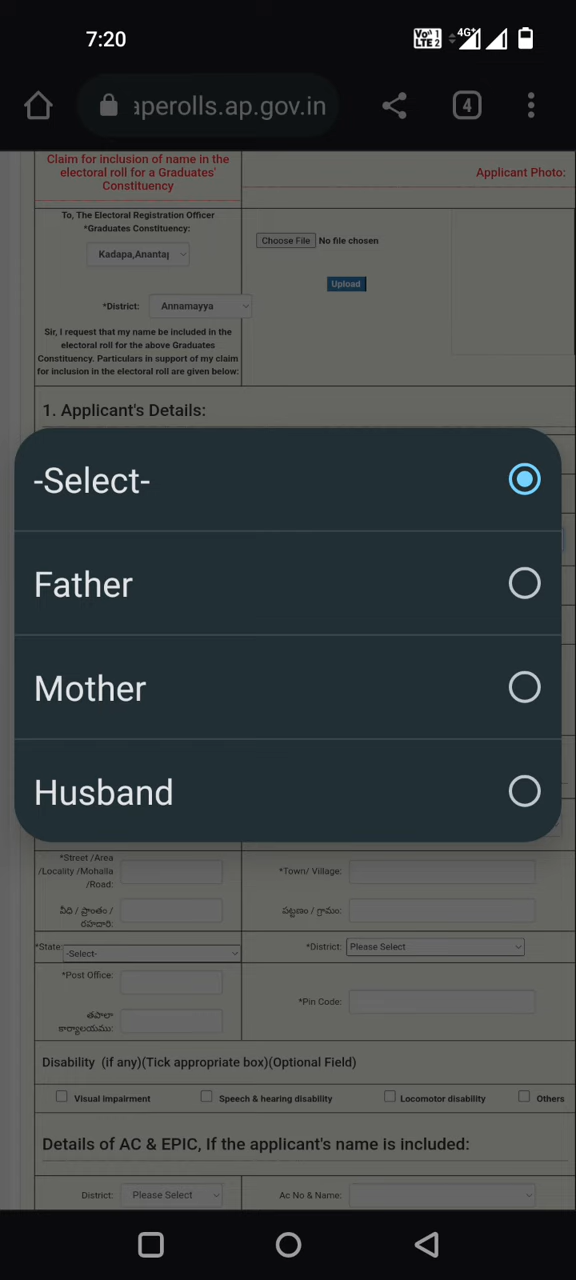 7:20
Vo 1
LTE 2
4G+
aperolls.ap.gov.in
4
Claim for inclusion of name in the
electoral roll for a Graduates'
Constituency
Applicant Photo:
To, The Electoral Registration Officer
*Graduates Constituency:
Kadapa,Anantap
Choose File No file chosen
Upload
*District: Annamayya
Sir, I request that my name be included in the
electoral roll for the above Graduates
Constituency. Particulars in support of my claim
for inclusion in the electoral roll are given below:
1. Applicant's Details:
-Select-
Father
Mother
Husband
*Street /Area
/Locality /Mohalla
/Road:
*Town/ Village:
వీధి / ప్రాంతం /
రహదారి:
పట్టణం / గ్రామం:
*State: -Select-
*District: Please Select
*Post Office:
*Pin Code:
తపాలా
కార్యాలయము:
Disability (if any)(Tick appropriate box)(Optional Field)
Visual impairment
Speech & hearing disability
Locomotor disability
Others
Details of AC & EPIC, If the applicant's name is included:
District: Please Select
Ac No & Name: